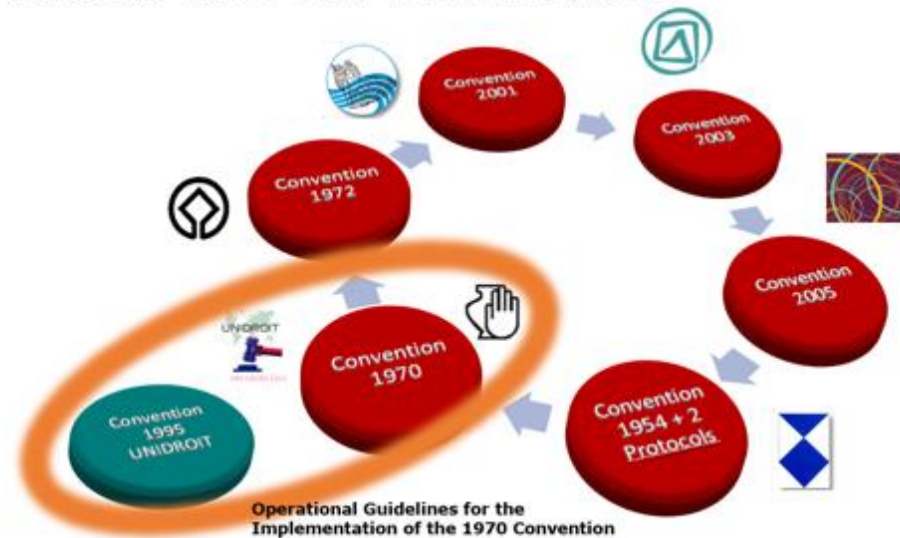 Convention
2001
Convention
2003
Convention
1972
Convention
2005
UNIDROIT
Convention
1970
Convention
1995
UNIDROIT
Convention
1954 + 2
Protocols
Operational Guidelines for the
Implementation of the 1970 Convention